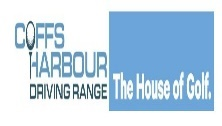 COFFS
HARBOUR
DRIVING RANGE
The House of Golf.